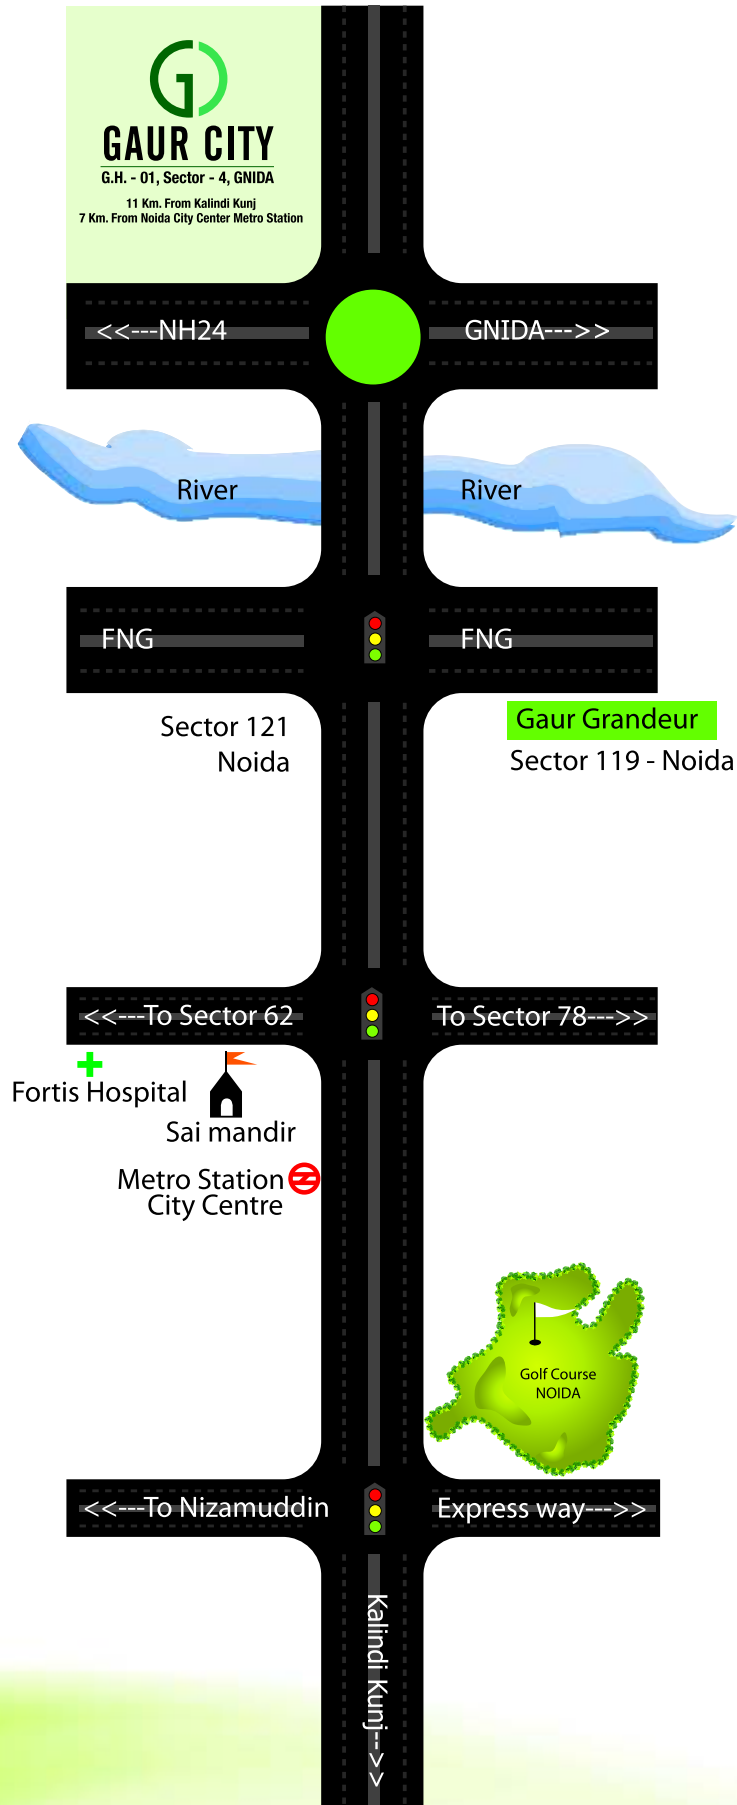 GAUR CITY
G.H. - 01, Sector - 4, GNIDA
11 Km. From Kalindi Kunj
7 Km. From Noida City Center Metro Station
<<---NH24
GNIDA--->>
River
River
FNG
FNG
Sector 121
Noida
Gaur Grandeur
Sector 119 - Noida
<<---To Sector 62
To Sector 78--->>
Fortis Hospital
Sai mandir
Metro Station
City Centre
Golf Course
NOIDA
<<---To Nizamuddin
Express way--->>
Kalindi Kunj-->>